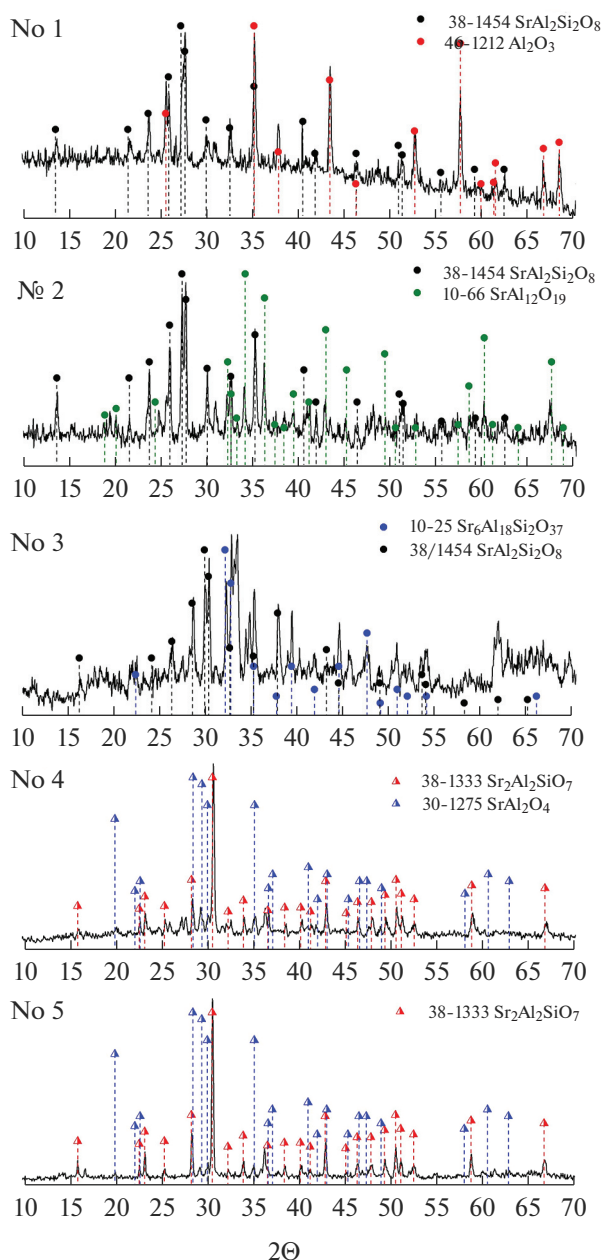 No 1
38-1454 SrAl₂Si₂O₈
46-1212 Al₂O₃
10 15 20 25 30 35 40 45 50 55 60 65 70
№ 2
38-1454 SrAl₂Si₂O₈
10-66 SrAl₁₂O₁₉
10 15 20 25 30 35 40 45 50 55 60 65 70
No 3
10-25 Sr₆Al₁₈Si₂O₃₇
38/1454 SrAl₂Si₂O₈
10 15 20 25 30 35 40 45 50 55 60 65 70
No 4
38-1333 Sr₂Al₂SiO₇
30-1275 SrAl₂O₄
10 15 20 25 30 35 40 45 50 55 60 65 70
No 5
38-1333 Sr₂Al₂SiO₇
10 15 20 25 30 35 40 45 50 55 60 65 70
2Θ